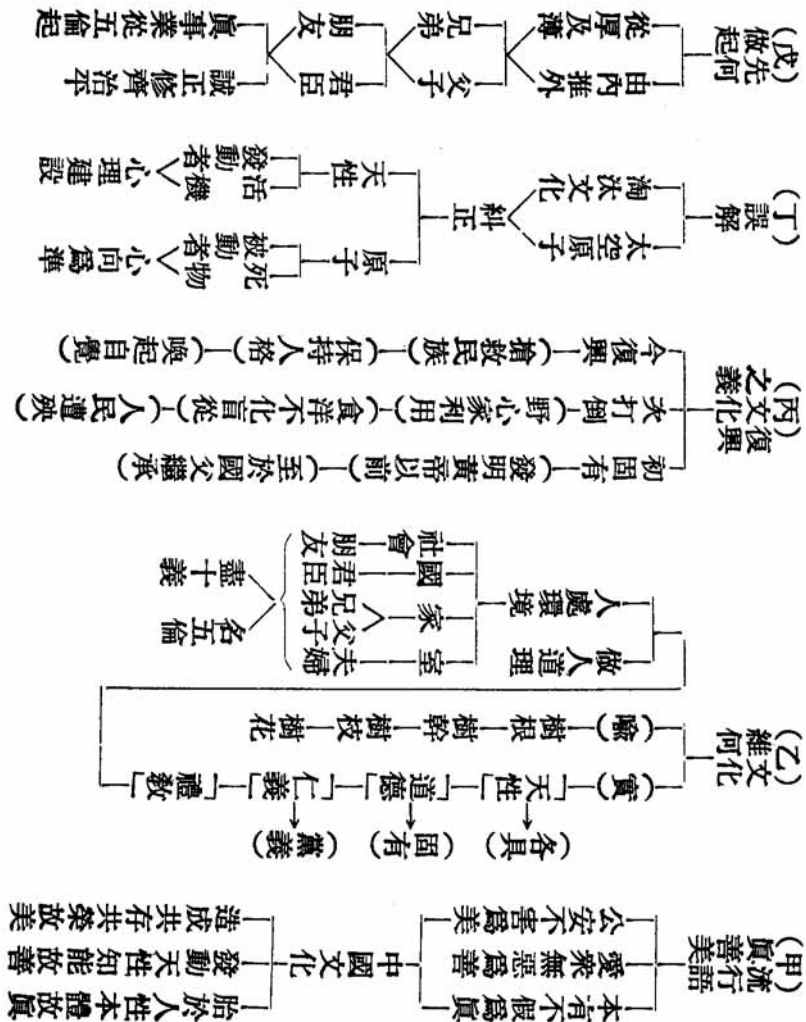 (甲)流行語眞善美
本有不假爲眞
愛衆無惡爲善
公安不害爲美
中國文化
胎於人性本體故眞
發動天性知能故善
造成共存共榮故美
(乙)文化維何
(實)「天性」「道德」「仁義」「禮教」
(各具) (固有) (黨義)
(喻)樹根 樹幹 樹枝 樹花
做人道理
人處環境
室 夫婦
家 父子 兄弟
國 君臣
社會 朋友
名五倫
盡十義
(丙)復興文化之義
初固有(發明黃帝以前)(至於國父繼承)
次打倒(野心家利用)(食洋不化盲從)(人民遭殃)
今復興(搶救民族)(保持人格)(喚起自覺)
(丁)誤解
太空原子
淘汰文化
糾正
原子
死物
被動者
心向爲準
天性
活機
發動者
心理建設
(戊)先何做起
由內推外
從厚及薄
父子
兄弟
君臣
朋友
誠正修齊治平
眞事業從五倫起